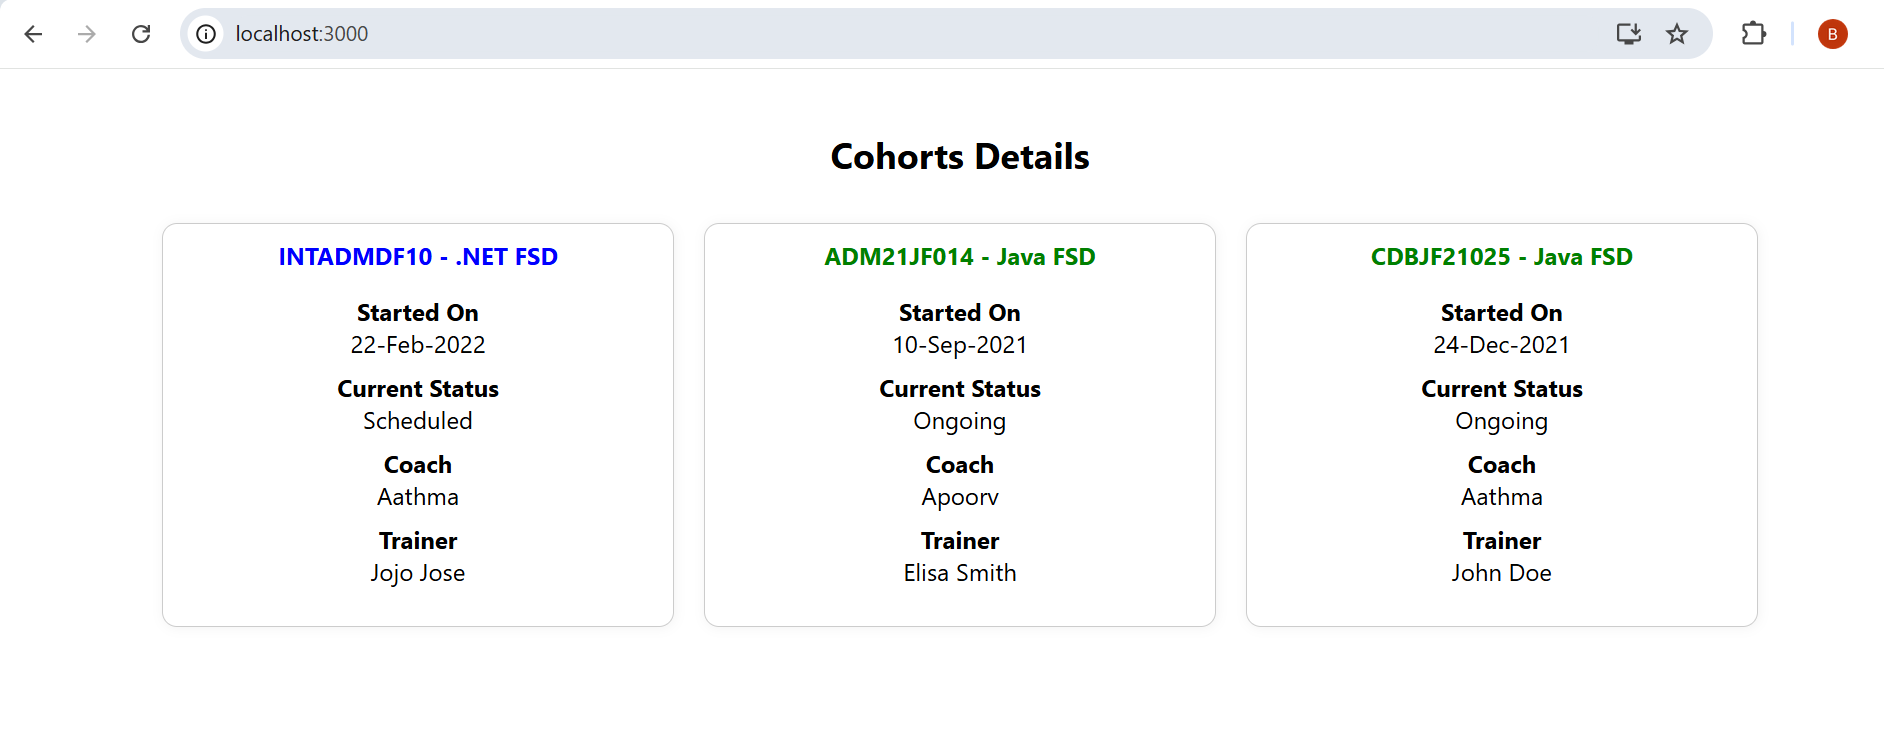 localhost:3000
B
Cohorts Details
INTADMDF10 - .NET FSD
Started On
22-Feb-2022
Current Status
Scheduled
Coach
Aathma
Trainer
Jojo Jose
ADM21JF014 - Java FSD
Started On
10-Sep-2021
Current Status
Ongoing
Coach
Apoorv
Trainer
Elisa Smith
CDBJF21025 - Java FSD
Started On
24-Dec-2021
Current Status
Ongoing
Coach
Aathma
Trainer
John Doe